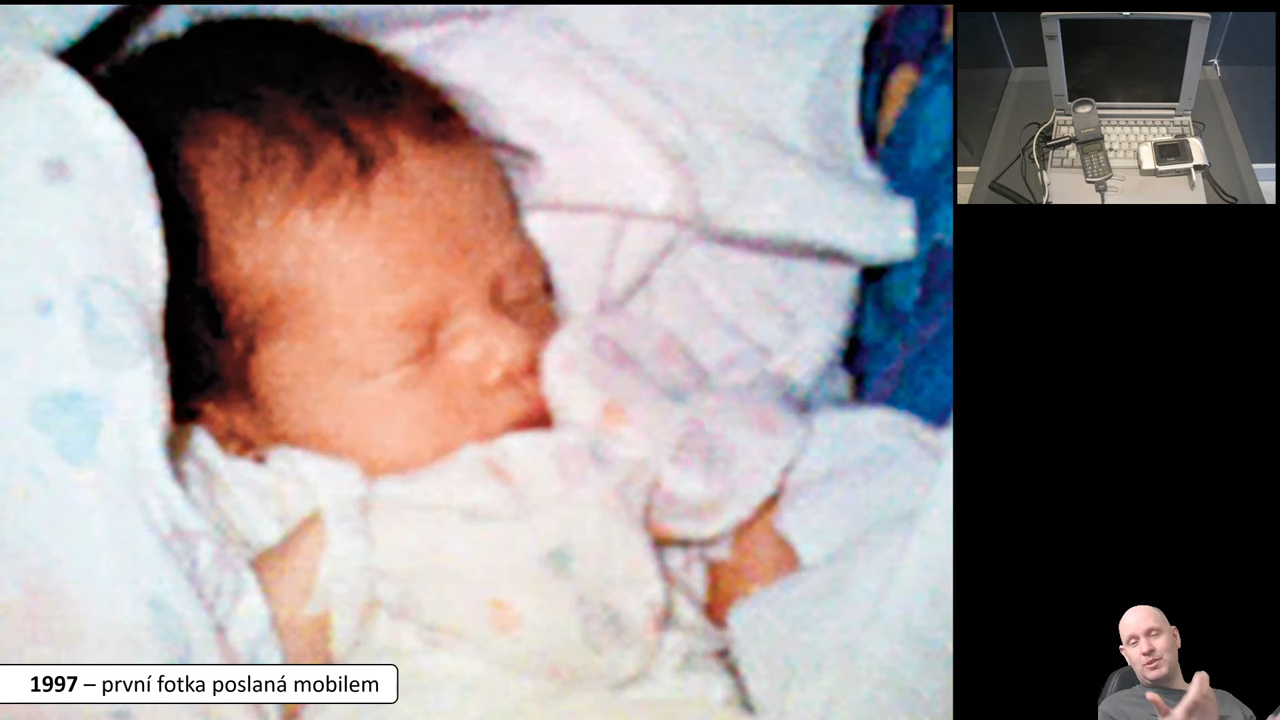 1997 – první fotka poslaná mobilem